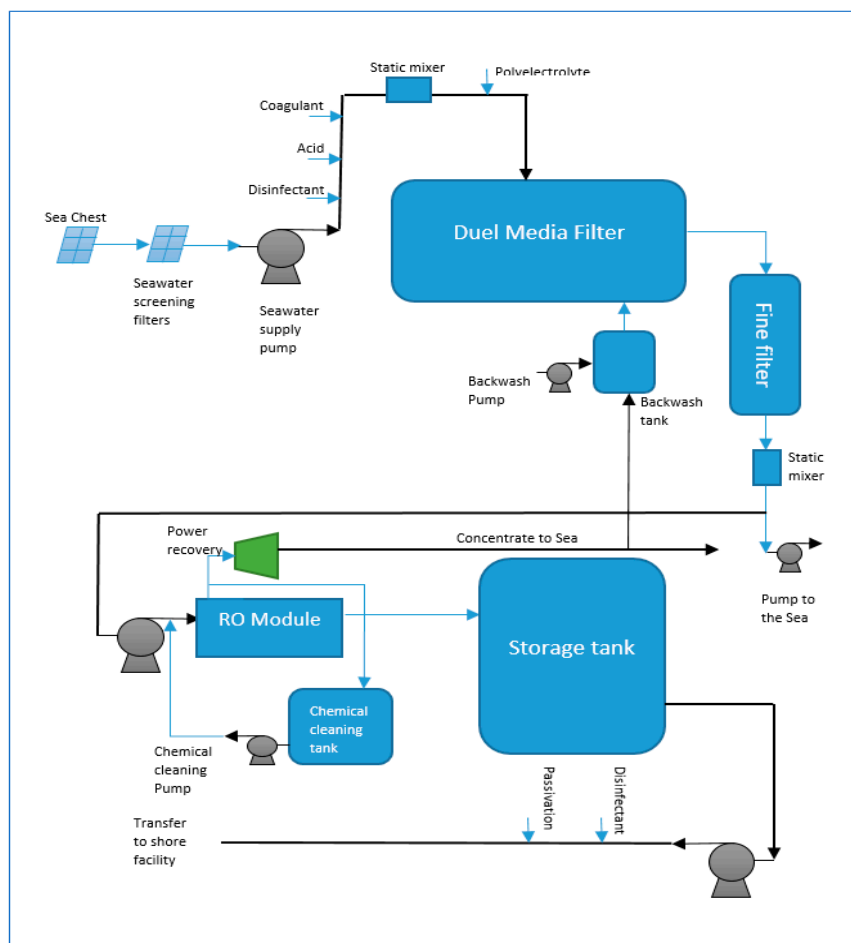 Static mixer
Polyelectrolyte
Coagulant
Acid
Disinfectant
Sea Chest
Seawater
screening
filters
Seawater
supply
pump
Duel Media Filter
Fine filter
Backwash
Pump
Backwash
tank
Static
mixer
Power
recovery
Concentrate to Sea
Pump to
the Sea
RO Module
Storage tank
Chemical
cleaning
tank
Chemical
cleaning
Pump
Passivation
Disinfectant
Transfer
to shore
facility